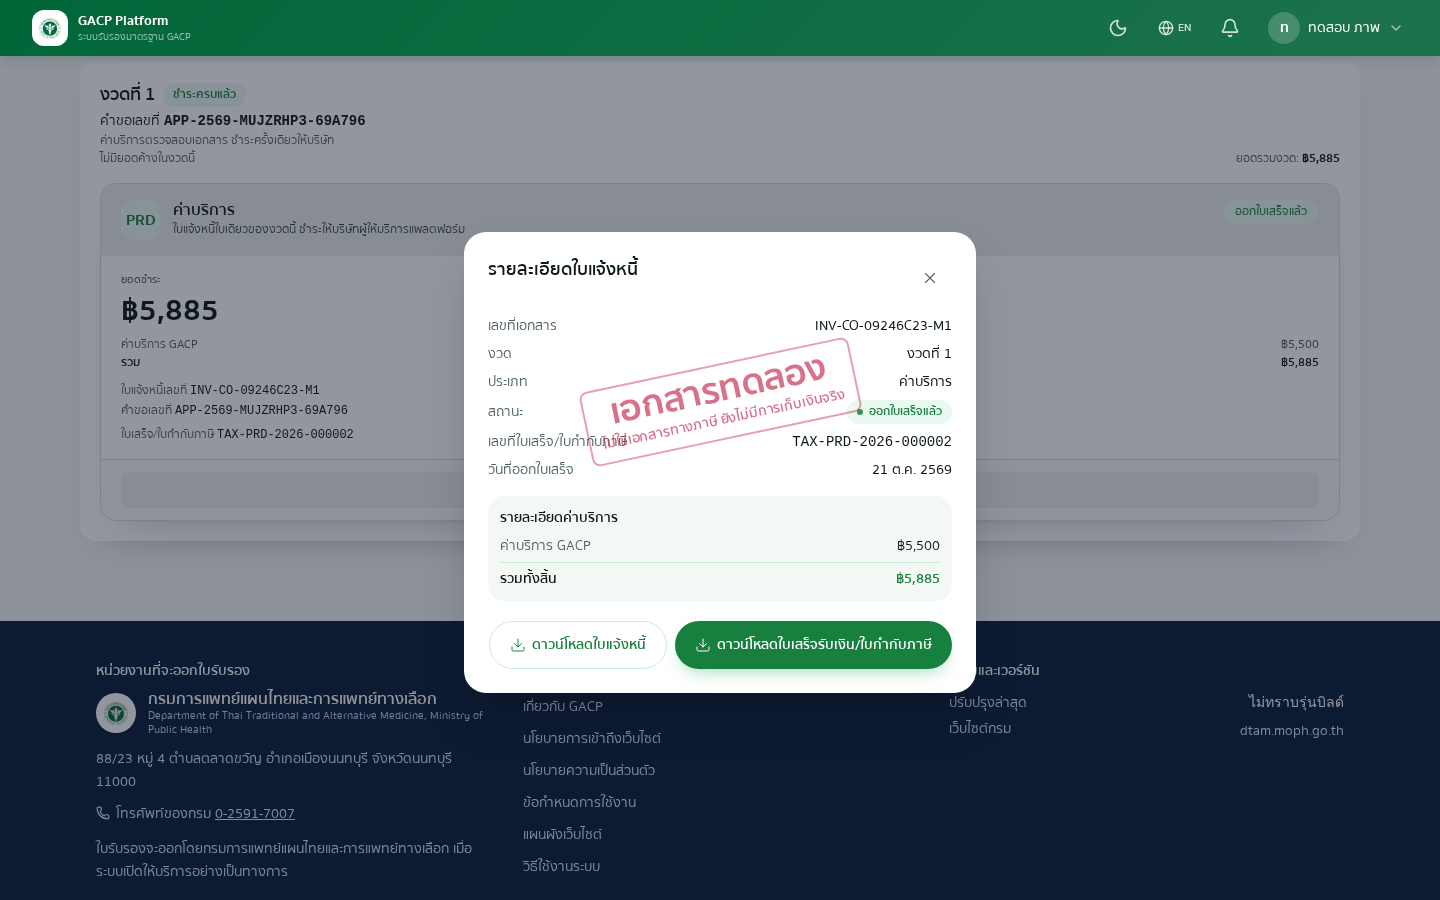 GACP Platform
ระบบรับรองมาตรฐาน GACP
EN
ท
ทดสอบ ภาพ
งวดที่ 1
ชำระครบแล้ว
คำขอเลขที่ APP-2569-MUJZRHP3-69A796
ค่าบริการตรวจสอบเอกสาร ชำระครั้งเดียวให้บริษัท
ไม่มียอดค้างในงวดนี้
ยอดรวมงวด: ฿5,885
PRD
ค่าบริการ
ใบแจ้งหนี้ใบเดียวของงวดนี้ ชำระให้บริษัทผู้ให้บริการแพลตฟอร์ม
ออกใบเสร็จแล้ว
ยอดชำระ
฿5,885
ค่าบริการ GACP
฿5,500
รวม
฿5,885
ใบแจ้งหนี้เลขที่ INV-CO-09246C23-M1
คำขอเลขที่ APP-2569-MUJZRHP3-69A796
ใบเสร็จ/ใบกำกับภาษี TAX-PRD-2026-000002
รายละเอียดใบแจ้งหนี้
เลขที่เอกสาร
INV-CO-09246C23-M1
งวด
งวดที่ 1
ประเภท
ค่าบริการ
สถานะ
ออกใบเสร็จแล้ว
เลขที่ใบเสร็จ/ใบกำกับภาษี
TAX-PRD-2026-000002
วันที่ออกใบเสร็จ
21 ต.ค. 2569
เอกสารทดลอง
ไม่ใช่เอกสารทางภาษี ยังไม่มีการเก็บเงินจริง
รายละเอียดค่าบริการ
ค่าบริการ GACP
฿5,500
รวมทั้งสิ้น
฿5,885
ดาวน์โหลดใบแจ้งหนี้
ดาวน์โหลดใบเสร็จรับเงิน/ใบกำกับภาษี
หน่วยงานที่จะออกใบรับรอง
กรมการแพทย์แผนไทยและการแพทย์ทางเลือก
Department of Thai Traditional and Alternative Medicine, Ministry of
Public Health
88/23 หมู่ 4 ตำบลตลาดขวัญ อำเภอเมืองนนทบุรี จังหวัดนนทบุรี
11000
โทรศัพท์ของกรม 0-2591-7007
ใบรับรองจะออกโดยกรมการแพทย์แผนไทยและการแพทย์ทางเลือก เมื่อ
ระบบเปิดให้บริการอย่างเป็นทางการ
เกี่ยวกับ GACP
นโยบายการเข้าถึงเว็บไซต์
นโยบายความเป็นส่วนตัว
ข้อกำหนดการใช้งาน
แผนผังเว็บไซต์
วิธีใช้งานระบบ
และเวอร์ชัน
ปรับปรุงล่าสุด
ไม่ทราบรุ่นบิลด์
เว็บไซต์กรม
dtam.moph.go.th